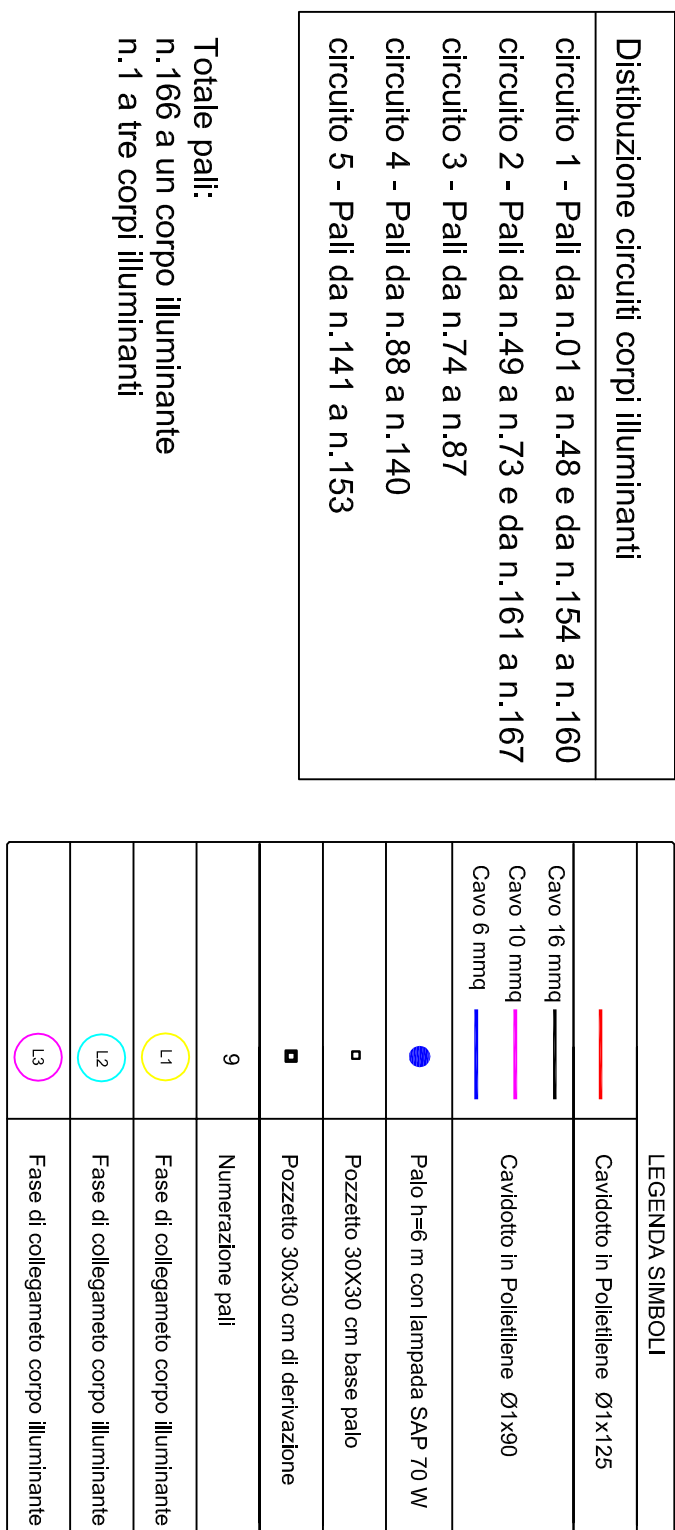 Distibuzione circuiti corpi illuminanti
circuito 1 - Pali da n.01 a n.48 e da n.154 a n.160
circuito 2 - Pali da n.49 a n.73 e da n.161 a n.167
circuito 3 - Pali da n.74 a n.87
circuito 4 - Pali da n.88 a n.140
circuito 5 - Pali da n.141 a n.153
Totale pali:
n.166 a un corpo illuminante
n.1 a tre corpi illuminanti
LEGENDA SIMBOLI
Cavidotto in Polietilene Ø1x125
Cavo 16 mmq
Cavo 10 mmq
Cavo 6 mmq
Cavidotto in Polietilene Ø1x90
Palo h=6 m con lampada SAP 70 W
Pozzetto 30X30 cm base palo
Pozzetto 30x30 cm di derivazione
9 Numerazione pali
L1 Fase di collegameto corpo illuminante
L2 Fase di collegameto corpo illuminante
L3 Fase di collegameto corpo illuminante